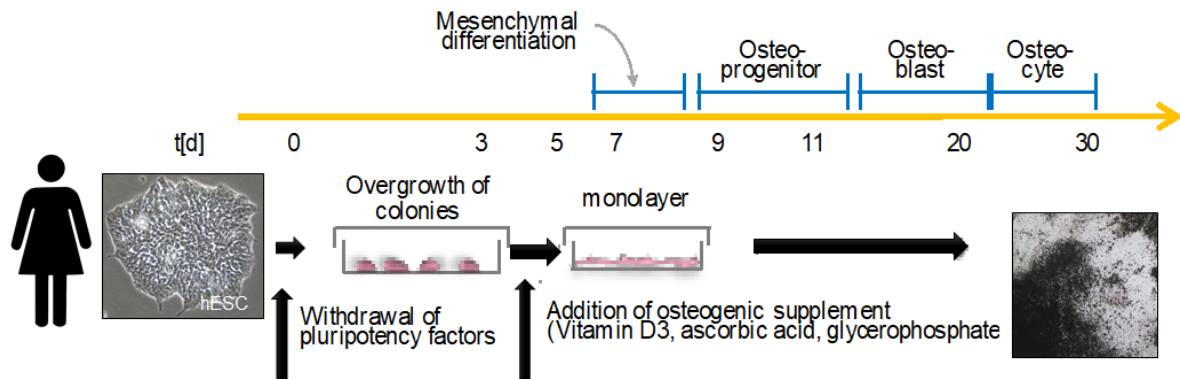 Mesenchymal
differentiation
Osteo-
progenitor
Osteo-
blast
Osteo-
cyte
t[d] 0 3 5 7 9 11 20 30
Overgrowth of
colonies
monolayer
hESC
Withdrawal of
pluripotency factors
Addition of osteogenic supplement
(Vitamin D3, ascorbic acid, glycerophosphate